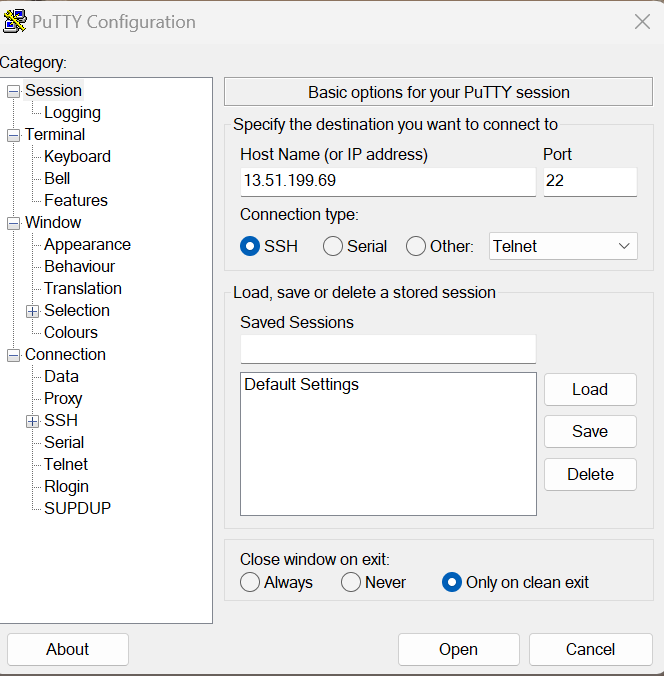 PuTTY Configuration
Category:
Session
Logging
Terminal
Keyboard
Bell
Features
Window
Appearance
Behaviour
Translation
Selection
Colours
Connection
Data
Proxy
SSH
Serial
Telnet
Rlogin
SUPDUP
Basic options for your PuTTY session
Specify the destination you want to connect to
Host Name (or IP address) Port
13.51.199.69 22
Connection type:
SSH Serial Other: Telnet
Load, save or delete a stored session
Saved Sessions
Default Settings
Load
Save
Delete
Close window on exit:
Always Never Only on clean exit
About Open Cancel